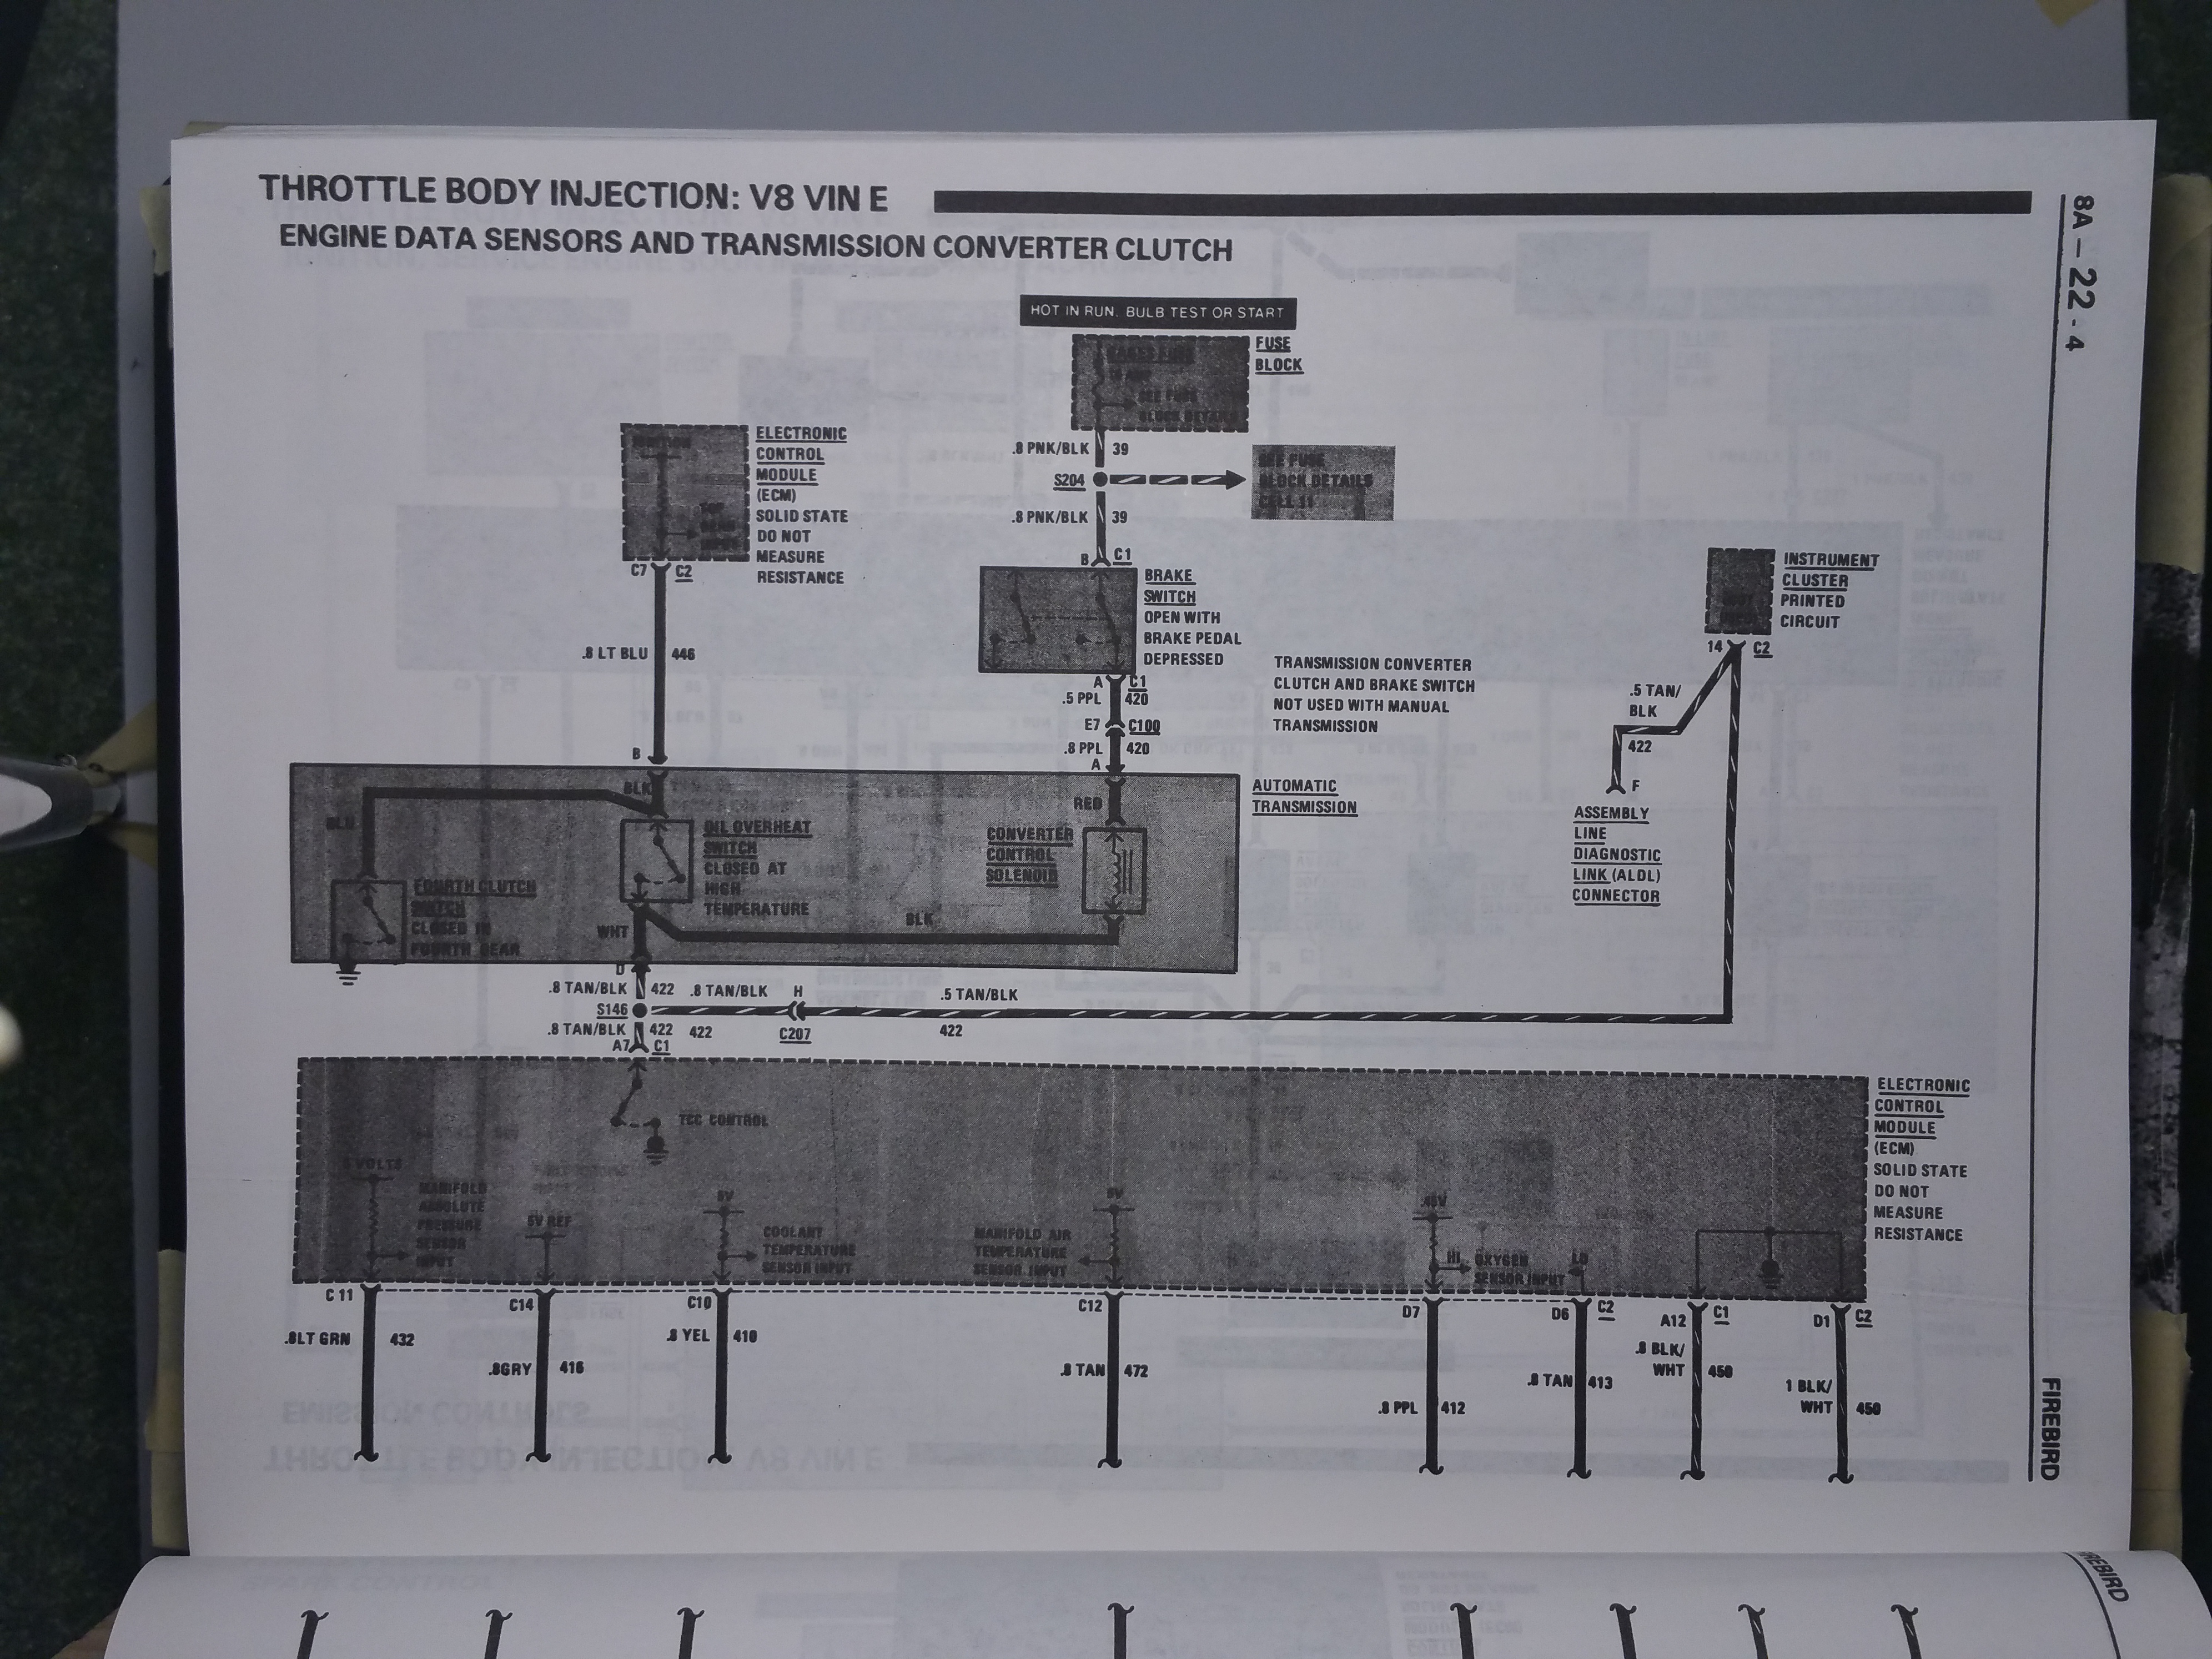 THROTTLE BODY INJECTION: V8 VIN E
ENGINE DATA SENSORS AND TRANSMISSION CONVERTER CLUTCH
8A - 22 - 4
HOT IN RUN, BULB TEST OR START
FUSE
BLOCK
SEE FUSE
BLOCK DETAILS
.8 PNK/BLK 39
S204
SEE FUSE
BLOCK DETAILS
CELL 11
.8 PNK/BLK 39
B C1
ELECTRONIC
CONTROL
MODULE
(ECM)
SOLID STATE
DO NOT
MEASURE
RESISTANCE
C7 C2
.8 LT BLU 446
B
BRAKE
SWITCH
OPEN WITH
BRAKE PEDAL
DEPRESSED
A C1
.5 PPL 420
E7 C100
.8 PPL 420
A
TRANSMISSION CONVERTER
CLUTCH AND BRAKE SWITCH
NOT USED WITH MANUAL
TRANSMISSION
INSTRUMENT
CLUSTER
PRINTED
CIRCUIT
14 C2
.5 TAN/
BLK
422
F
ASSEMBLY
LINE
DIAGNOSTIC
LINK (ALDL)
CONNECTOR
AUTOMATIC
TRANSMISSION
BLK
BLU
RED
OIL OVERHEAT
SWITCH
CLOSED AT
HIGH
TEMPERATURE
CONVERTER
CONTROL
SOLENOID
FOURTH CLUTCH
SWITCH
CLOSED IN
FOURTH GEAR
WHT
BLK
D
.8 TAN/BLK 422 .8 TAN/BLK H .5 TAN/BLK
S146
.8 TAN/BLK 422 422 C207 422
A7 C1
TCC CONTROL
ELECTRONIC
CONTROL
MODULE
(ECM)
SOLID STATE
DO NOT
MEASURE
RESISTANCE
VOLTS
MANIFOLD
ABSOLUTE
PRESSURE
SENSOR
INPUT
5V REF
5V
COOLANT
TEMPERATURE
SENSOR INPUT
5V
MANIFOLD AIR
TEMPERATURE
SENSOR INPUT
HI OXYGEN LO
SENSOR INPUT
C 11 C14 C10 C12 D7 D6 C2 A12 C1 D1 C2
.8LT GRN 432
.8GRY 416
.8 YEL 410
.8 TAN 472
.8 PPL 412
.8 TAN 413
.8 BLK/
WHT 450
1 BLK/
WHT 450
FIREBIRD
FIREBIRD